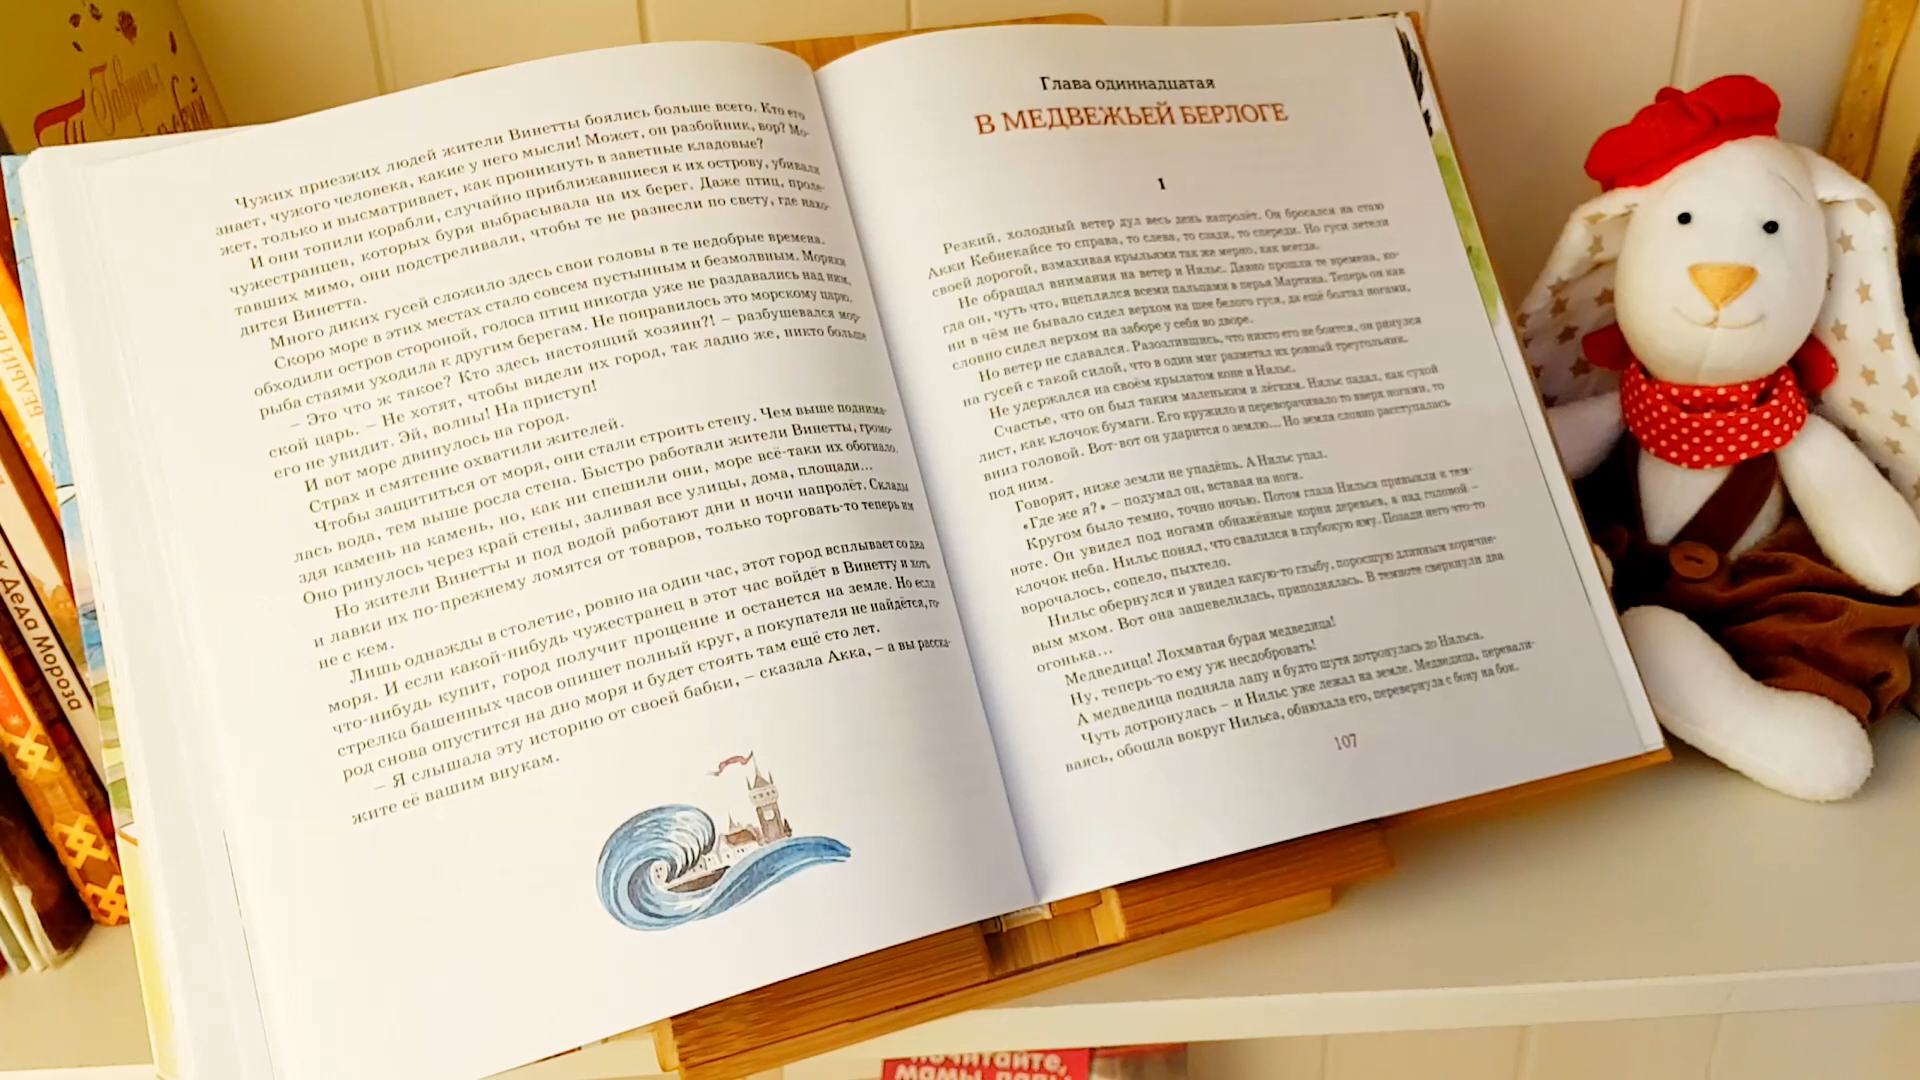 Чужих приезжих людей жители Винетты боялись больше всего. Кто его
знает, чужого человека, какие у него мысли! Может, он разбойник, вор? Мо-
жет, только и высматривает, как проникнуть в заветные кладовые?
И они топили корабли, случайно приближавшиеся к их острову, убивали
чужестранцев, которых буря выбрасывала на их берег. Даже птиц, проле-
тавших мимо, они подстреливали, чтобы те не разнесли по свету, где нахо-
дится Винетта.
Много диких гусей сложило здесь свои головы в те недобрые времена.
Скоро море в этих местах стало совсем пустынным и безмолвным. Моряки
обходили остров стороной, голоса птиц никогда уже не раздавались над ним,
рыба стаями уходила к другим берегам. Не понравилось это морскому царю.
– Это что ж такое? Кто здесь настоящий хозяин?! – разбушевался мор-
ской царь. – Не хотят, чтобы видели их город, так ладно же, никто больше
его не увидит. Эй, волны! На приступ!
И вот море двинулось на город.
Страх и смятение охватили жителей.
Чтобы защититься от моря, они стали строить стену. Чем выше поднима-
лась вода, тем выше росла стена. Быстро работали жители Винетты, громо-
здя камень на камень, но, как ни спешили они, море всё-таки их обогнало.
Оно ринулось через край стены, заливая все улицы, дома, площади...
Но жители Винетты и под водой работают дни и ночи напролёт. Склады
и лавки их по-прежнему ломятся от товаров, только торговать-то теперь им
не с кем.
Лишь однажды в столетие, ровно на один час, этот город всплывает со дна
моря. И если какой-нибудь чужестранец в этот час войдёт в Винетту и хоть
что-нибудь купит, город получит прощение и останется на земле. Но если
стрелка башенных часов опишет полный круг, а покупателя не найдётся, го-
род снова опустится на дно моря и будет стоять там ещё сто лет.
– Я слышала эту историю от своей бабки, – сказала Акка, – а вы расска-
жите её вашим внукам.
Глава одиннадцатая
В МЕДВЕЖЬЕЙ БЕРЛОГЕ
1
Резкий, холодный ветер дул весь день напролёт. Он бросался на стаю
Акки Кебнекайсе то справа, то слева, то сзади, то спереди. Но гуси летели
своей дорогой, взмахивая крыльями так же мерно, как всегда.
Не обращал внимания на ветер и Нильс. Давно прошли те времена, ко-
гда он, чуть что, вцеплялся всеми пальцами в перья Мартина. Теперь он как
ни в чём не бывало сидел верхом на шее белого гуся, да ещё болтал ногами,
словно сидел верхом на заборе у себя во дворе.
Но ветер не сдавался. Разозлившись, что никто его не боится, он ринулся
на гусей с такой силой, что в один миг разметал их ровный треугольник.
Не удержался на своём крылатом коне и Нильс.
Счастье, что он был таким маленьким и лёгким. Нильс падал, как сухой
лист, как клочок бумаги. Его кружило и переворачивало то вверх ногами, то
вниз головой. Вот-вот он ударится о землю... Но земля словно расступалась
под ним.
Говорят, ниже земли не упадёшь. А Нильс упал.
«Где же я?» – подумал он, вставая на ноги.
Кругом было темно, точно ночью. Потом глаза Нильса привыкли к тем-
ноте. Он увидел под ногами обнажённые корни деревьев, а над головой –
клочок неба. Нильс понял, что свалился в глубокую яму. Позади него что-то
ворочалось, сопело, пыхтело.
Нильс обернулся и увидел какую-то глыбу, поросшую длинным коричне-
вым мхом. Вот она зашевелилась, приподнялась. В темноте сверкнули два
огонька...
Медведица! Лохматая бурая медведица!
Ну, теперь-то ему уж несдобровать!
А медведица подняла лапу и будто шутя дотронулась до Нильса.
Чуть дотронулась – и Нильс уже лежал на земле. Медведица, перевали-
ваясь, обошла вокруг Нильса, обнюхала его, перевернула с боку на бок.
107
Деда Мороза
почитайте,
мамы, папы